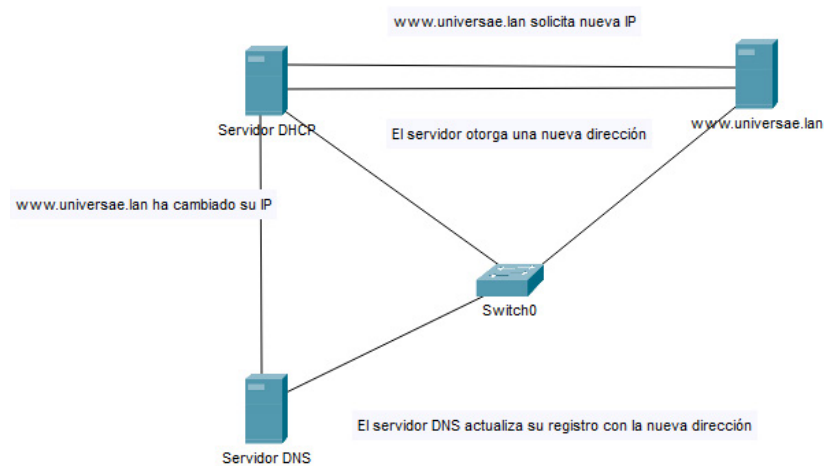 www.universae.lan solicita nueva IP
Servidor DHCP
www.universae.lan
El servidor otorga una nueva dirección
www.universae.lan ha cambiado su IP
Switch0
El servidor DNS actualiza su registro con la nueva dirección
Servidor DNS